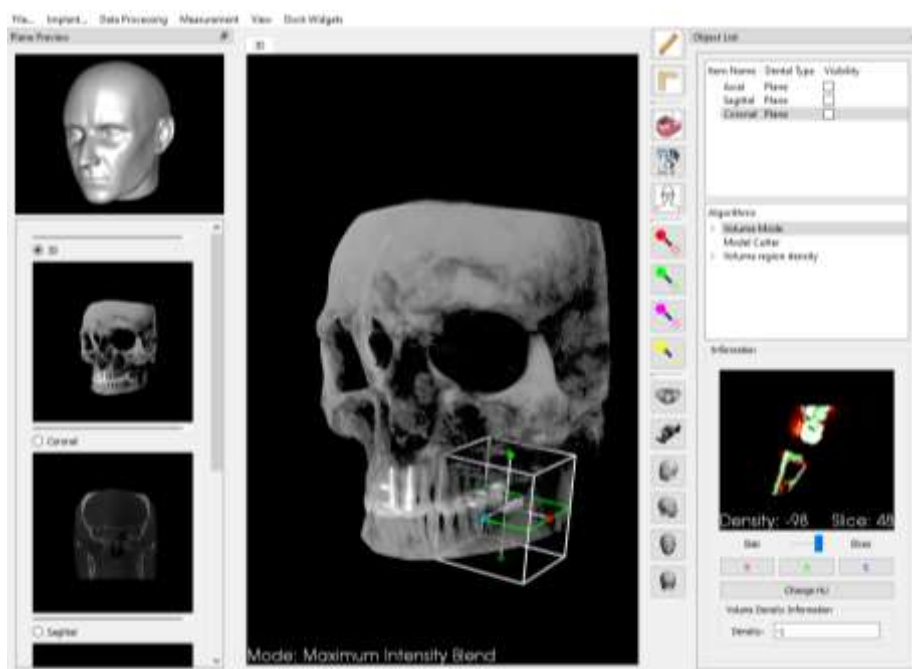 File... Implant... Data Processing Measurement View Dock Widgets
Plane Preview
3D
Object List
Item Name Dental Type Visibility
Axial Plane
Sagittal Plane
Coronal Plane
Algorithms
Volume Mode
Model Cutter
Volume region density
3D
Coronal
Sagittal
Mode: Maximum Intensity Blend
Information
Density: -98 Slice: 48
Change HU
Volume Density Information
Density: